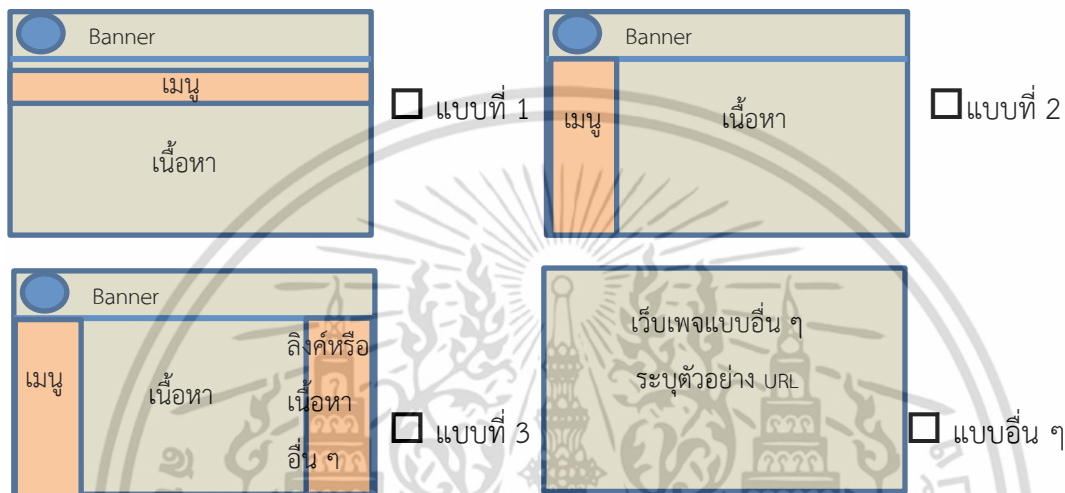 Banner
เมนู
เนื้อหา
แบบที่ 1
Banner
เมนู
เนื้อหา
แบบที่ 2
Banner
เมนู
เนื้อหา
ลิงค์หรือ
เนื้อหา
อื่น ๆ
แบบที่ 3
เว็บเพจแบบอื่น ๆ
ระบุตัวอย่าง URL
แบบอื่น ๆ